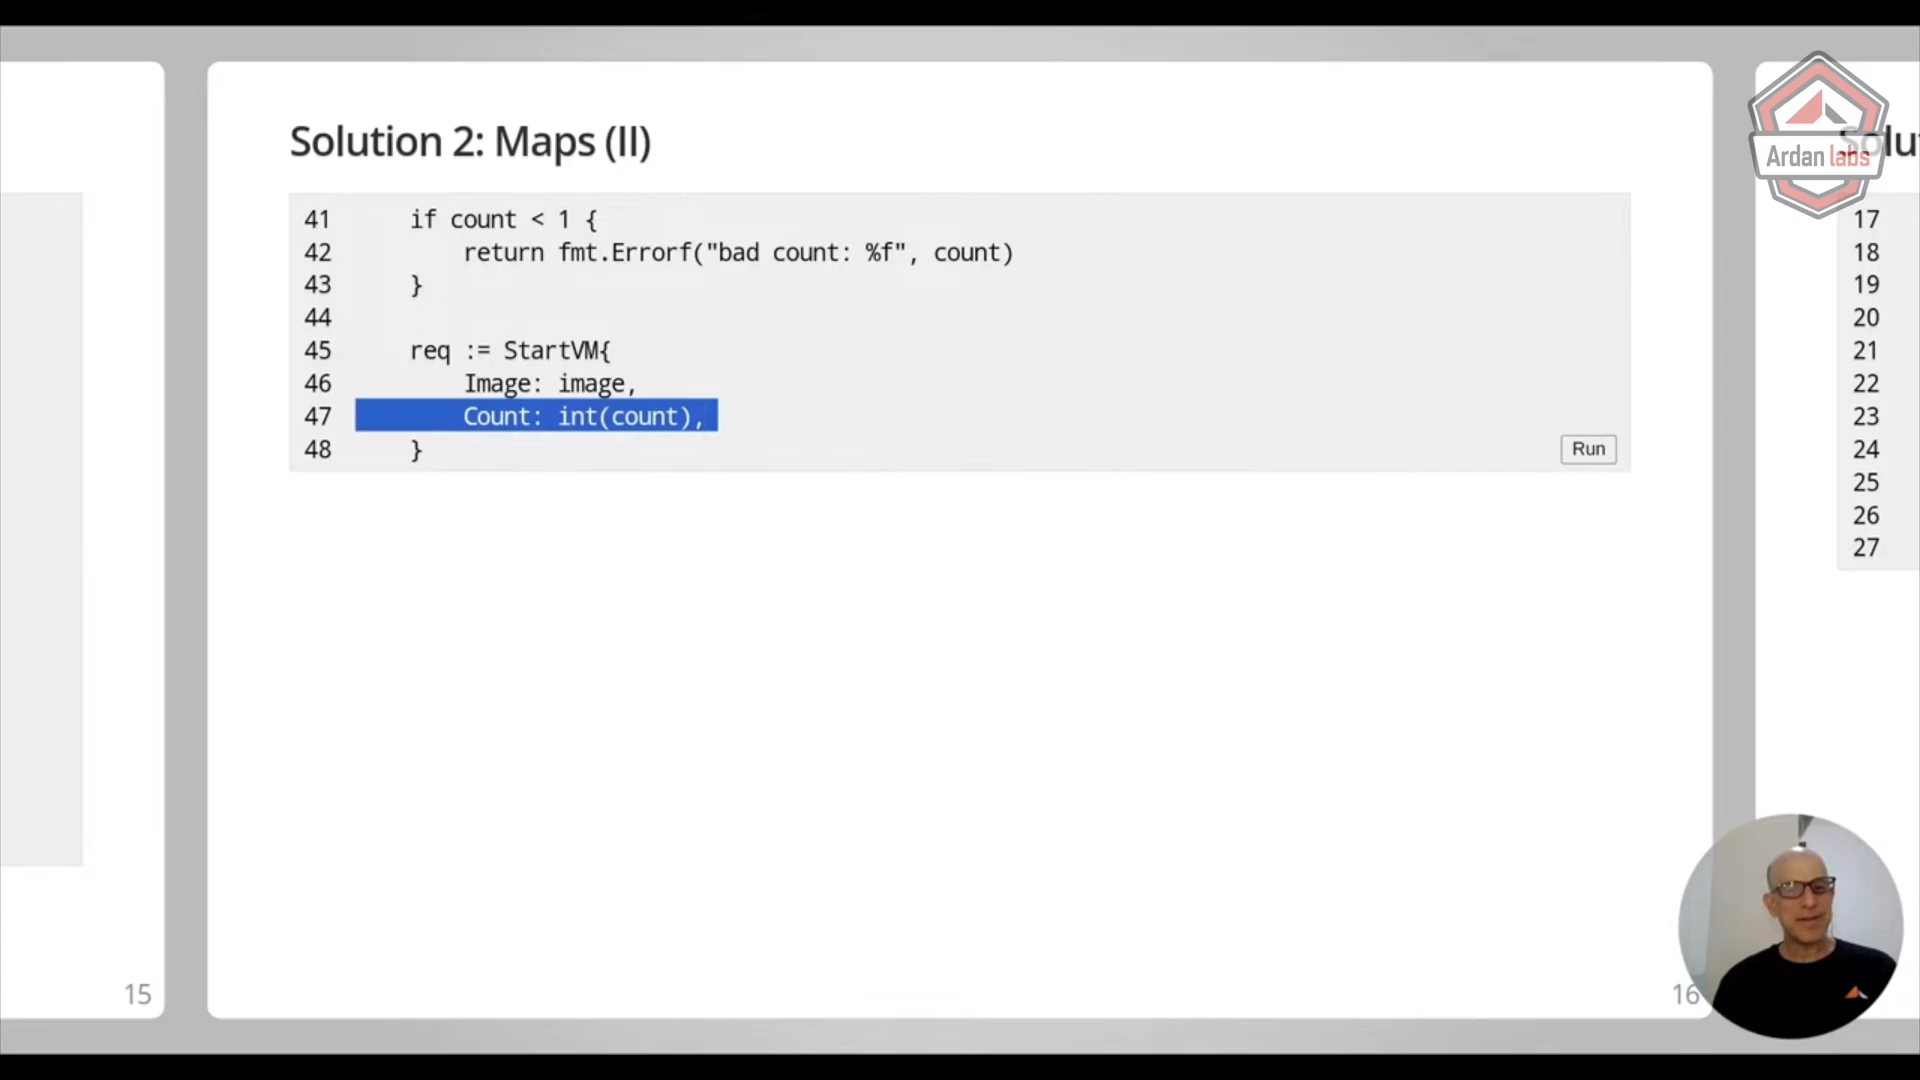 Solution 2: Maps (II)
41 if count < 1 {
42 return fmt.Errorf("bad count: %f", count)
43 }
44
45 req := StartVM{
46 Image: image,
47 Count: int(count),
48 }
Run
15
16
Ardan labs
Solu
17
18
19
20
21
22
23
24
25
26
27